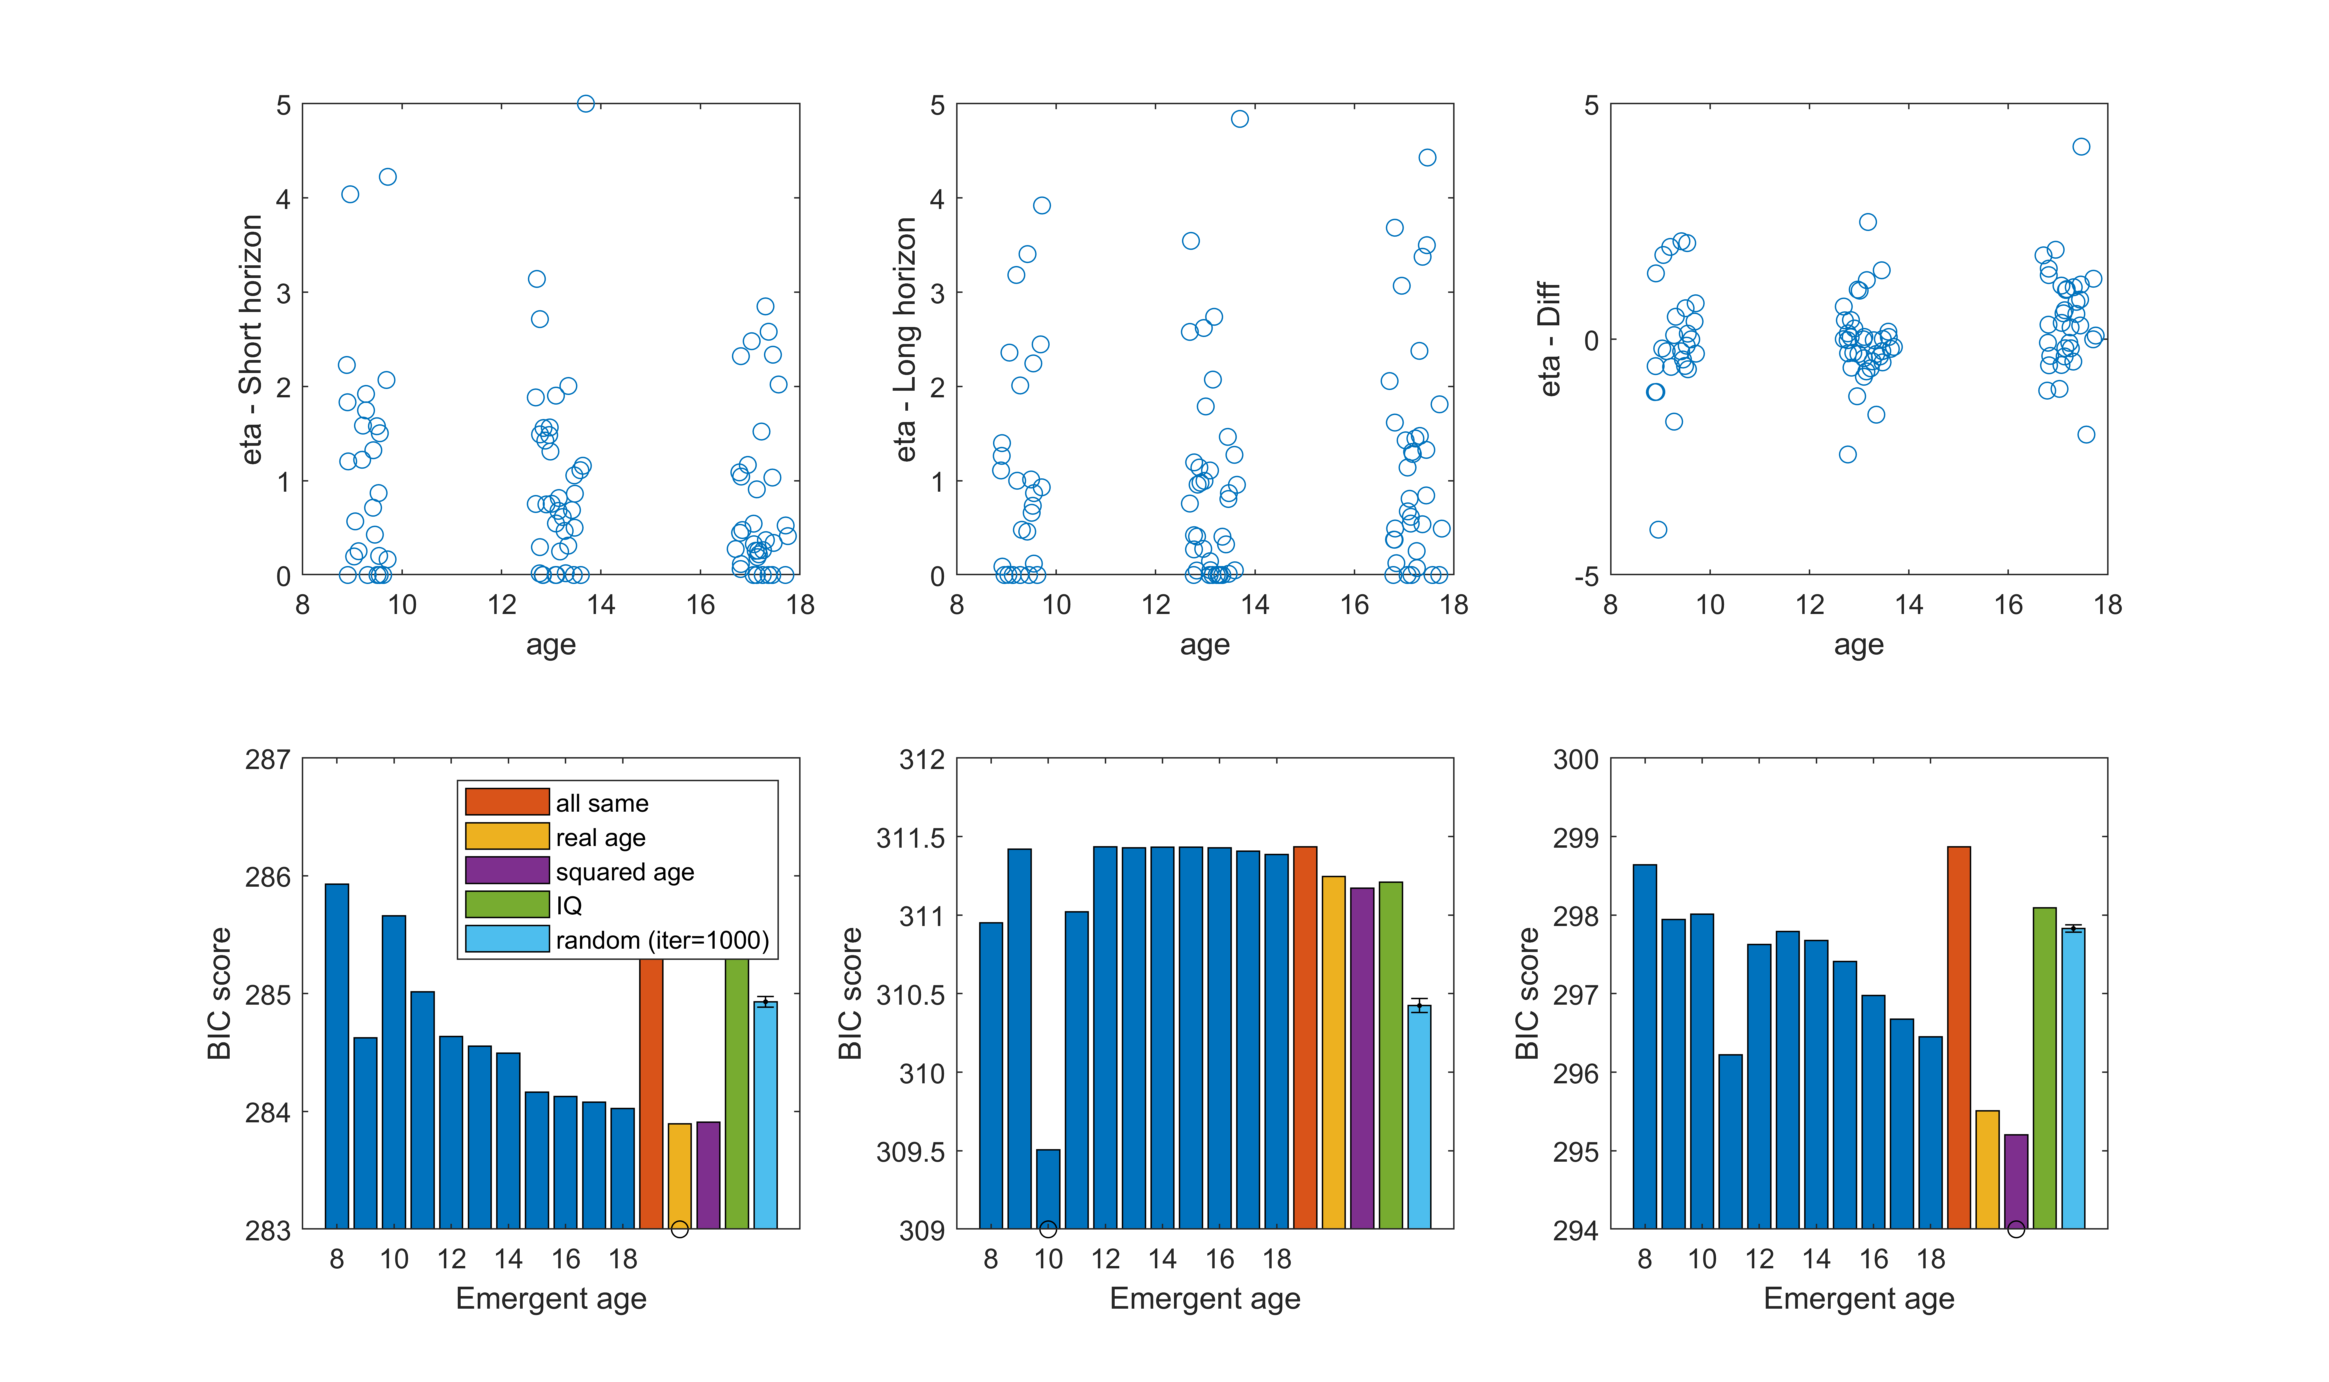 5
4
3
2
1
0
8 10 12 14 16 18
eta - Short horizon
age
5
4
3
2
1
0
8 10 12 14 16 18
eta - Long horizon
age
5
0
-5
8 10 12 14 16 18
eta - Diff
age
287
286
285
284
283
8 10 12 14 16 18
BIC score
Emergent age
all same
real age
squared age
IQ
random (iter=1000)
312
311.5
311
310.5
310
309.5
309
8 10 12 14 16 18
BIC score
Emergent age
300
299
298
297
296
295
294
8 10 12 14 16 18
BIC score
Emergent age